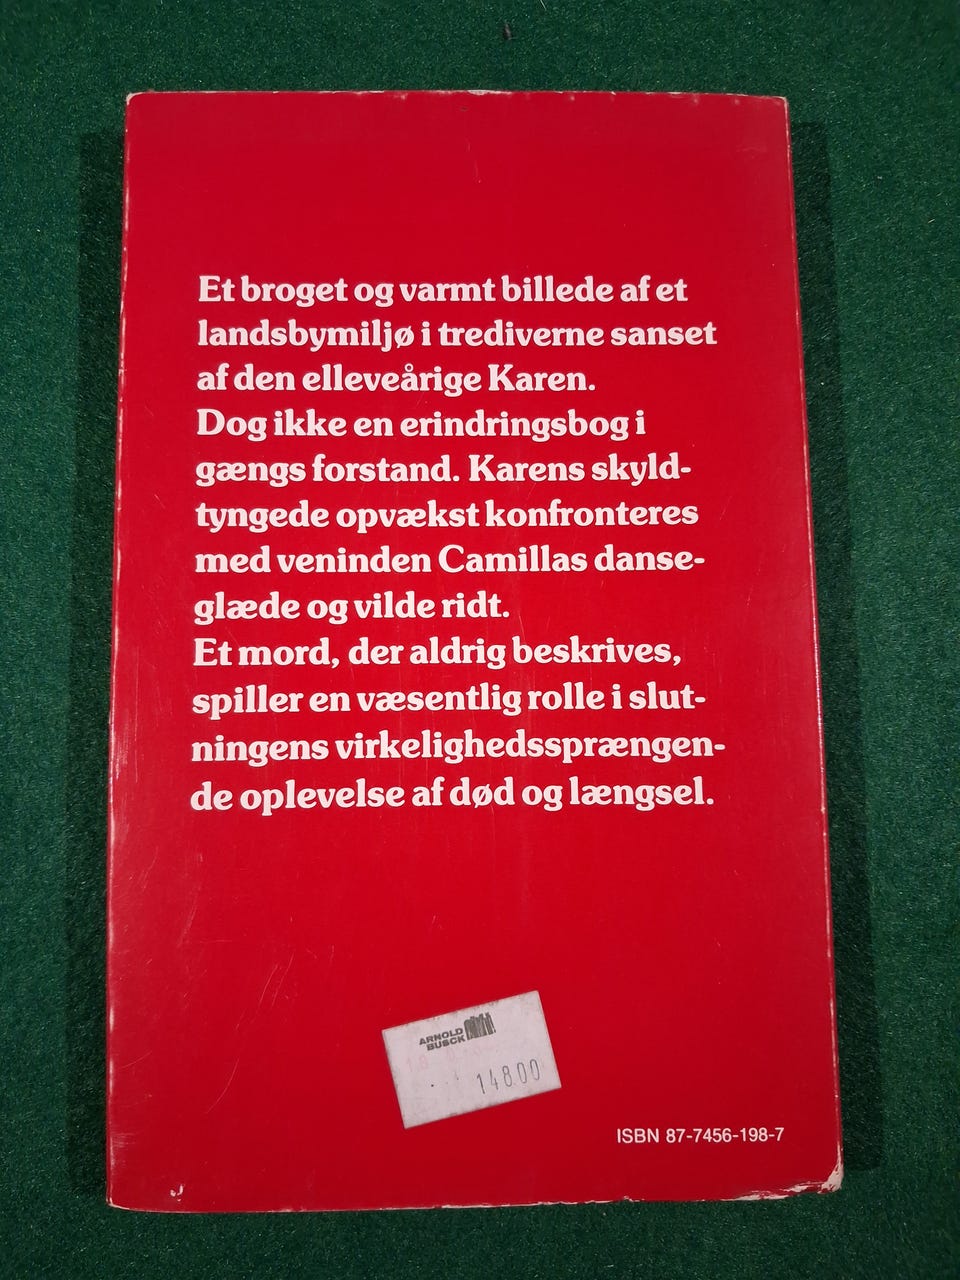 Et broget og varmt billede af et
landsbymiljø i trediverne sanset
af den elleveårige Karen.
Dog ikke en erindringsbog i
gængs forstand. Karens skyld-
tyngede opvækst konfronteres
med veninden Camillas danse-
glæde og vilde ridt.
Et mord, der aldrig beskrives,
spiller en væsentlig rolle i slut-
ningens virkelighedssprængen-
de oplevelse af død og længsel.
ARNOLD
BUSCK
148.00
ISBN 87-7456-198-7